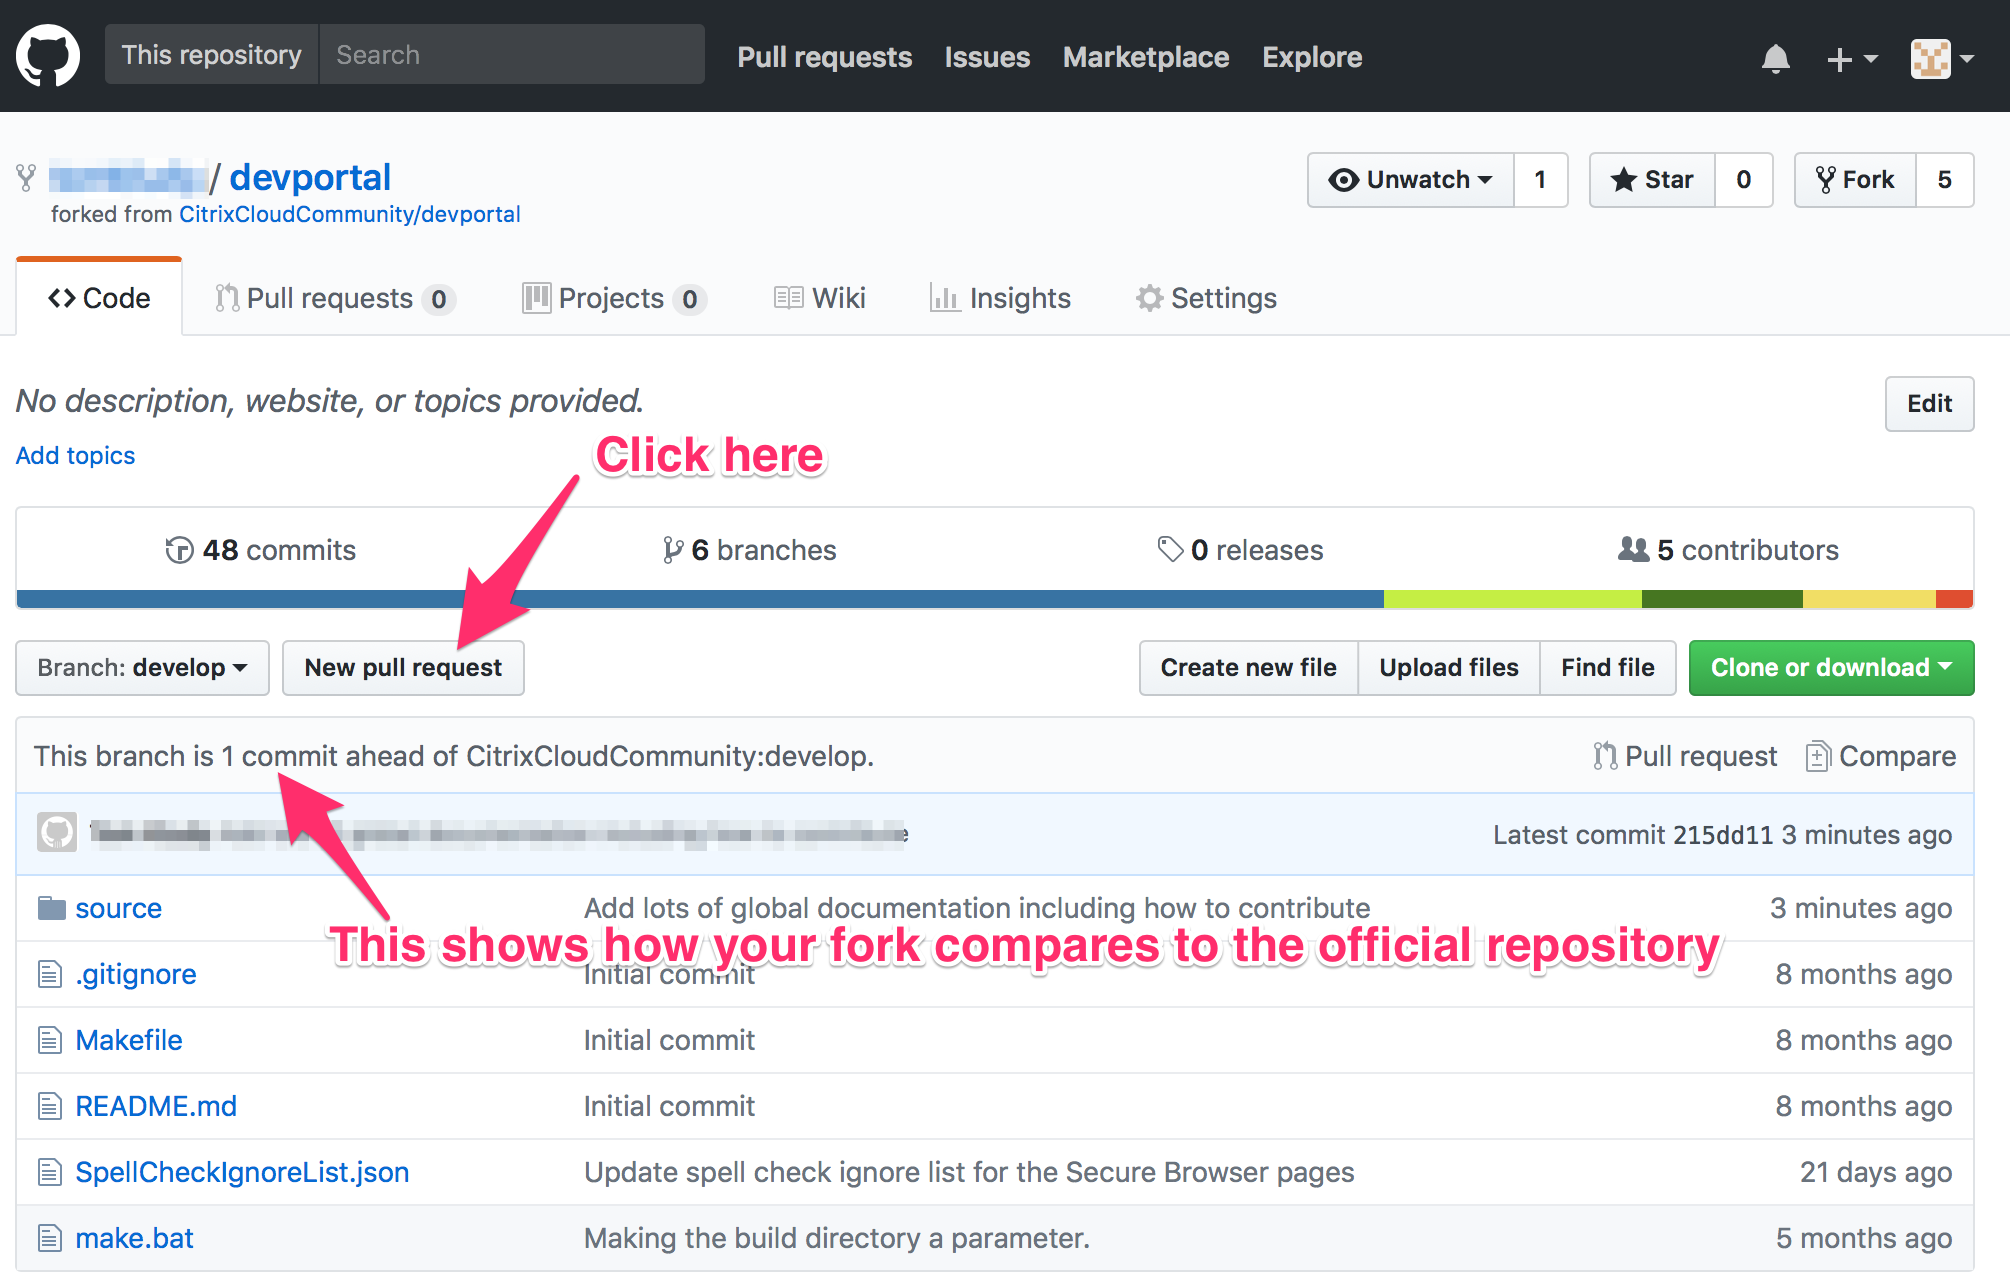 This repository Search Pull requests Issues Marketplace Explore
/ devportal
Unwatch 1 Star 0 Fork 5
forked from CitrixCloudCommunity/devportal
Code Pull requests 0 Projects 0 Wiki Insights Settings
No description, website, or topics provided.
Edit
Add topics
Click here
48 commits 6 branches 0 releases 5 contributors
Branch: develop New pull request Create new file Upload files Find file Clone or download
This branch is 1 commit ahead of CitrixCloudCommunity:develop. Pull request Compare
Latest commit 215dd11 3 minutes ago
source Add lots of global documentation including how to contribute 3 minutes ago
This shows how your fork compares to the official repository
.gitignore Initial commit 8 months ago
Makefile Initial commit 8 months ago
README.md Initial commit 8 months ago
SpellCheckIgnoreList.json Update spell check ignore list for the Secure Browser pages 21 days ago
make.bat Making the build directory a parameter. 5 months ago